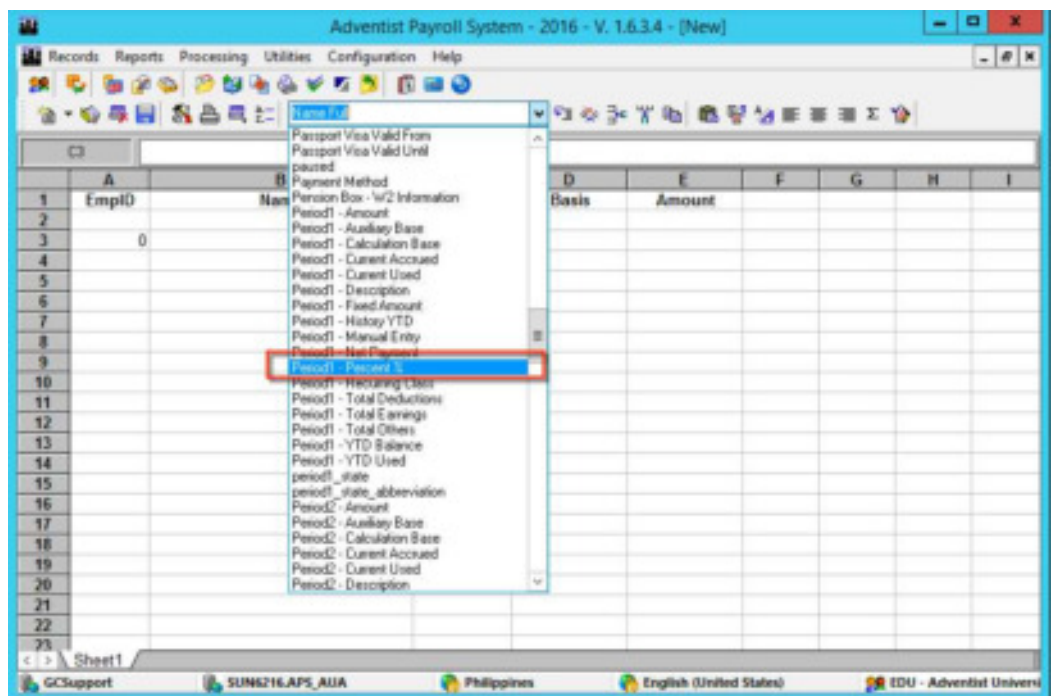 Adventist Payroll System - 2016 - V. 1.6.3.4 - [New]
Records Reports Processing Utilities Configuration Help
Name Full
C3
A B D E F G H I
1 EmpID Nam Basis Amount
2
3 0
4
5
6
7
8
9
10
11
12
13
14
15
16
17
18
19
20
21
22
23
Passport Visa Valid From
Passport Visa Valid Until
paused
Payment Method
Pension Box - W2 Information
Period1 - Amount
Period1 - Auxiliary Base
Period1 - Calculation Base
Period1 - Current Accrued
Period1 - Current Used
Period1 - Description
Period1 - Fixed Amount
Period1 - History YTD
Period1 - Manual Entry
Period1 - Net Payment
Period1 - Percent %
Period1 - Recurring Class
Period1 - Total Deductions
Period1 - Total Earnings
Period1 - Total Others
Period1 - YTD Balance
Period1 - YTD Used
period1_state
period1_state_abbreviation
Period2 - Amount
Period2 - Auxiliary Base
Period2 - Calculation Base
Period2 - Current Accrued
Period2 - Current Used
Period2 - Description
Sheet1
GCSupport SUN6216.APS_AUA Philippines English (United States) EDU - Adventist Universi